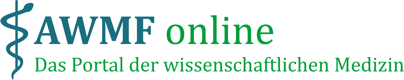 AWMF online
Das Portal der wissenschaftlichen Medizin